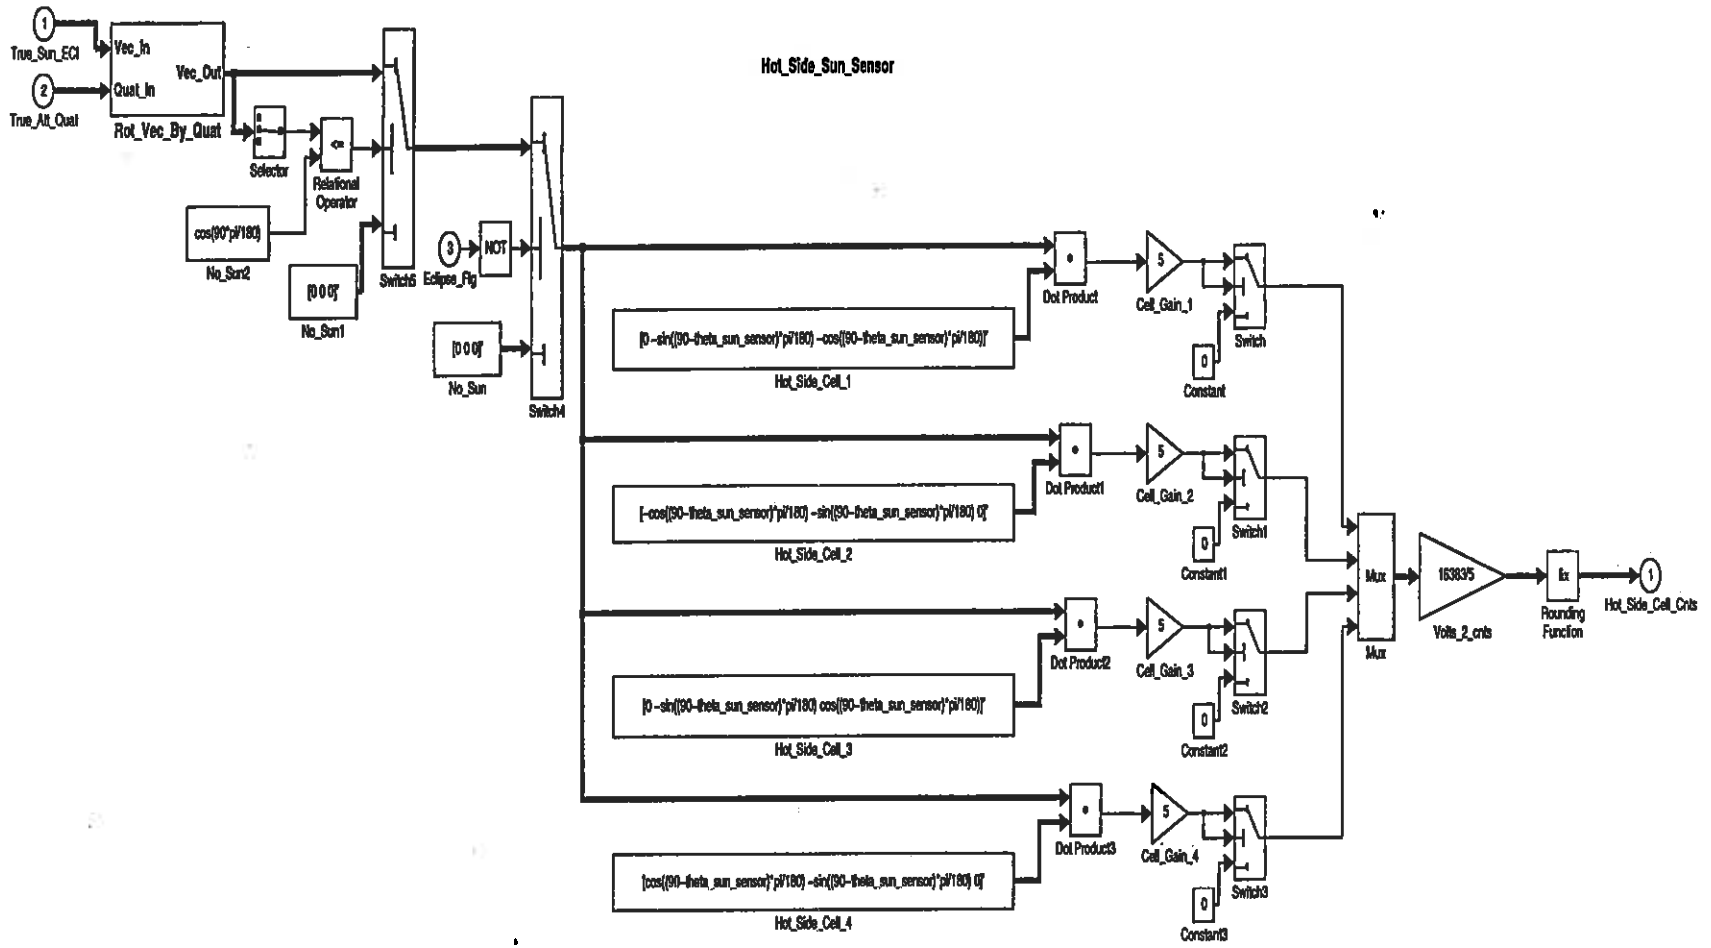 Hot_Side_Sun_Sensor
1
True_Sun_ECI
2
True_Att_Quat
Vec_In
Quat_In
Vec_Out
Rot_Vec_By_Quat
Selector
<=
Relational
Operator
cos(90*pi/180)
No_Sun2
[0 0 0]'
No_Sun1
Switch5
3
Eclipse_Flg
NOT
[0 0 0]'
No_Sun
Switch4
[0 -sin((90-theta_sun_sensor)*pi/180) -cos((90-theta_sun_sensor)*pi/180)]'
Hot_Side_Cell_1
Dot Product
5
Cell_Gain_1
0
Constant
Switch
[-cos((90-theta_sun_sensor)*pi/180) -sin((90-theta_sun_sensor)*pi/180) 0]'
Hot_Side_Cell_2
Dot Product1
5
Cell_Gain_2
0
Constant1
Switch1
[0 -sin((90-theta_sun_sensor)*pi/180) cos((90-theta_sun_sensor)*pi/180)]'
Hot_Side_Cell_3
Dot Product2
5
Cell_Gain_3
0
Constant2
Switch2
[cos((90-theta_sun_sensor)*pi/180) -sin((90-theta_sun_sensor)*pi/180) 0]'
Hot_Side_Cell_4
Dot Product3
5
Cell_Gain_4
0
Constant3
Switch3
Mux
Mux
16383/5
Volts_2_cnts
fix
Rounding
Function
1
Hot_Side_Cell_Cnts